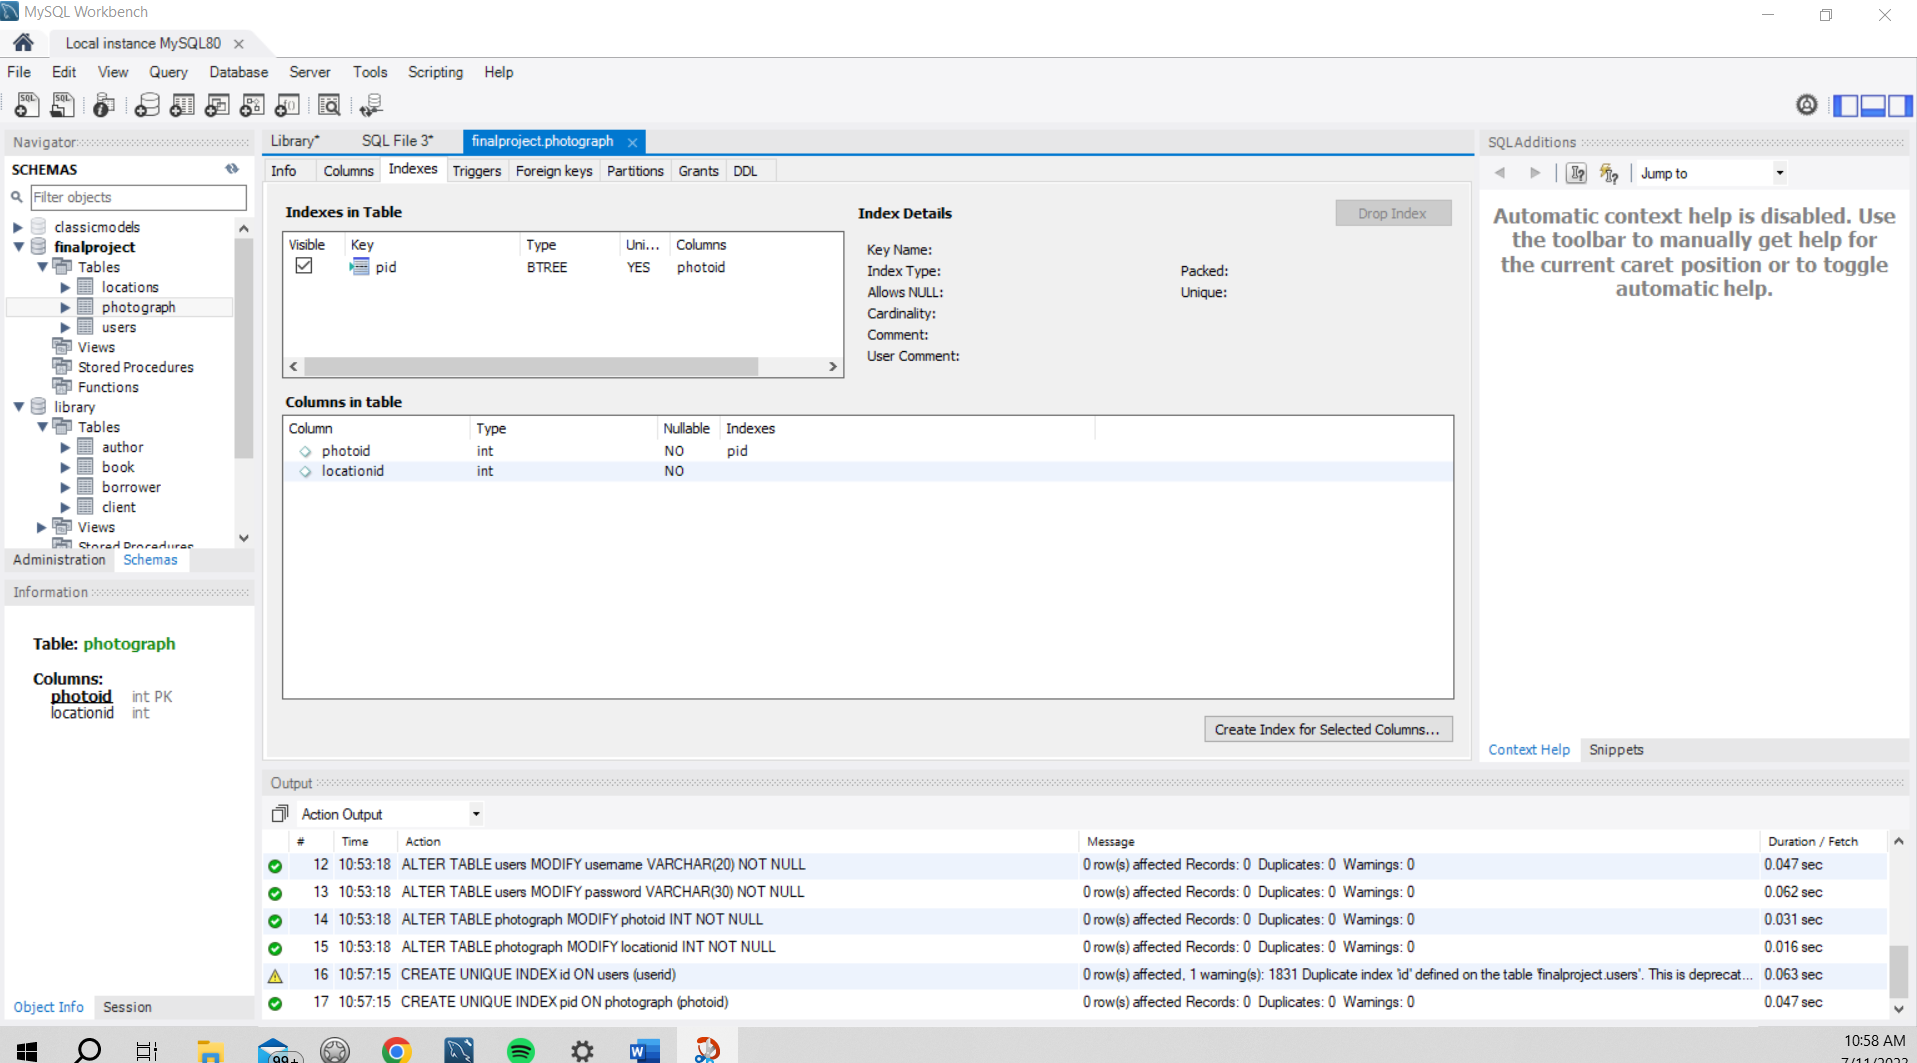 MySQL Workbench
Local instance MySQL80
File Edit View Query Database Server Tools Scripting Help
Navigator
SCHEMAS
Filter objects
classicmodels
finalproject
Tables
locations
photograph
users
Views
Stored Procedures
Functions
library
Tables
author
book
borrower
client
Views
Stored Procedures
Administration Schemas
Information
Table: photograph
Columns:
photoid int PK
locationid int
Object Info Session
Library* SQL File 3* finalproject.photograph
Info Columns Indexes Triggers Foreign keys Partitions Grants DDL
Indexes in Table
Visible Key Type Uni... Columns
pid BTREE YES photoid
Index Details
Drop Index
Key Name:
Index Type: Packed:
Allows NULL: Unique:
Cardinality:
Comment:
User Comment:
Columns in table
Column Type Nullable Indexes
photoid int NO pid
locationid int NO
Create Index for Selected Columns...
SQLAdditions
Jump to
Automatic context help is disabled. Use
the toolbar to manually get help for
the current caret position or to toggle
automatic help.
Context Help Snippets
Output
Action Output
# Time Action Message Duration / Fetch
12 10:53:18 ALTER TABLE users MODIFY username VARCHAR(20) NOT NULL 0 row(s) affected Records: 0 Duplicates: 0 Warnings: 0 0.047 sec
13 10:53:18 ALTER TABLE users MODIFY password VARCHAR(30) NOT NULL 0 row(s) affected Records: 0 Duplicates: 0 Warnings: 0 0.062 sec
14 10:53:18 ALTER TABLE photograph MODIFY photoid INT NOT NULL 0 row(s) affected Records: 0 Duplicates: 0 Warnings: 0 0.031 sec
15 10:53:18 ALTER TABLE photograph MODIFY locationid INT NOT NULL 0 row(s) affected Records: 0 Duplicates: 0 Warnings: 0 0.016 sec
16 10:57:15 CREATE UNIQUE INDEX id ON users (userid) 0 row(s) affected, 1 warning(s): 1831 Duplicate index 'id' defined on the table 'finalproject.users'. This is deprecat... 0.063 sec
17 10:57:15 CREATE UNIQUE INDEX pid ON photograph (photoid) 0 row(s) affected Records: 0 Duplicates: 0 Warnings: 0 0.047 sec
99+
10:58 AM